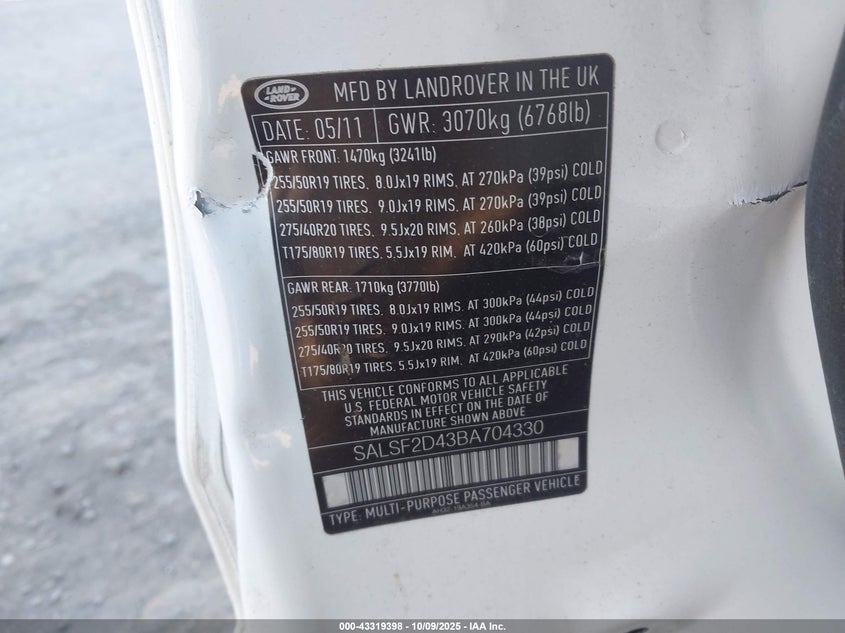 LAND ROVER
MFD BY LANDROVER IN THE UK
DATE: 05/11 GWR: 3070kg (6768lb)
GAWR FRONT: 1470kg (3241lb)
255/50R19 TIRES, 8.0Jx19 RIMS, AT 270kPa (39psi) COLD
255/50R19 TIRES, 9.0Jx19 RIMS, AT 270kPa (39psi) COLD
275/40R20 TIRES, 9.5Jx20 RIMS, AT 260kPa (38psi) COLD
T175/80R19 TIRES, 5.5Jx19 RIM, AT 420kPa (60psi) COLD
GAWR REAR: 1710kg (3770lb)
255/50R19 TIRES, 8.0Jx19 RIMS, AT 300kPa (44psi) COLD
255/50R19 TIRES, 9.0Jx19 RIMS, AT 300kPa (44psi) COLD
275/40R20 TIRES, 9.5Jx20 RIMS, AT 290kPa (42psi) COLD
T175/80R19 TIRES, 5.5Jx19 RIM, AT 420kPa (60psi) COLD
THIS VEHICLE CONFORMS TO ALL APPLICABLE
U.S. FEDERAL MOTOR VEHICLE SAFETY
STANDARDS IN EFFECT ON THE DATE OF
MANUFACTURE SHOWN ABOVE
SALSF2D43BA704330
TYPE: MULTI-PURPOSE PASSENGER VEHICLE
000-43319398 - 10/09/2025 - IAA Inc.